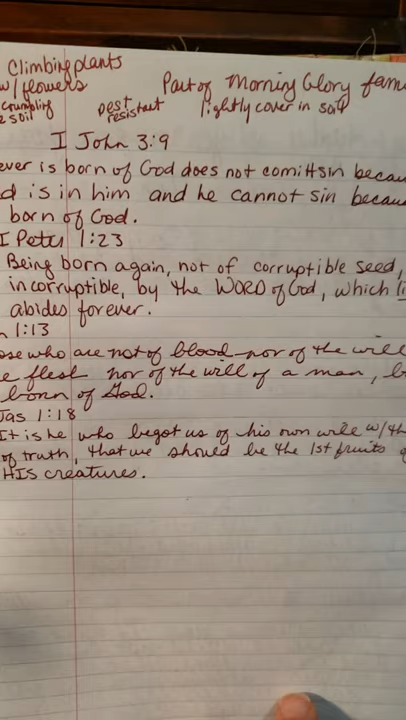 Climbing plants
w/ flowers Part of Morning Glory fam
crumbling pest lightly cover in soil
soil resistant
I John 3:9
ever is born of God does not comitt sin becau
d is in him and he cannot sin becau
born of God.
I Peter 1:23
Being born again, not of corruptible seed,
incorruptible, by the WORD of God, which li
abides forever.
n 1:13
ose who are not of blood nor of the will
e flesh nor of the will of a man, b
born of God.
Jas 1:18
It is he who begot us of his own will w/ th
of truth, that we should be the 1st fruits o
HIS creatures.